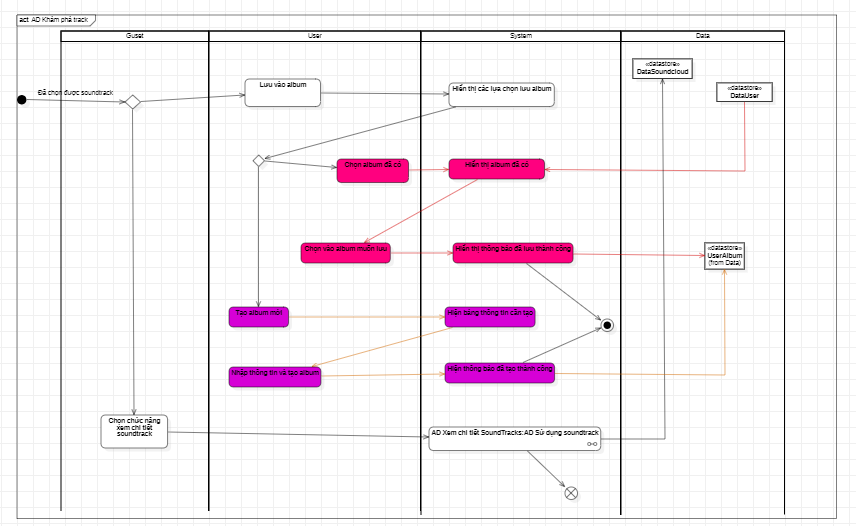 act AD Khám phá track
Guset
User
System
Data
Đã chọn được soundtrack
Lưu vào album
Hiển thị các lựa chọn lưu album
«datastore»
DataSoundcloud
«datastore»
DataUser
Chọn album đã có
Hiển thị album đã có
Chọn vào album muốn lưu
Hiển thị thông báo đã lưu thành công
«datastore»
UserAlbum
(from Data)
Tạo album mới
Hiện bảng thông tin cần tạo
Nhập thông tin và tạo album
Hiển thông báo đã tạo thành công
Chọn chức năng
xem chi tiết
soundtrack
AD Xem chi tiết SoundTracks:AD Sử dụng soundtrack